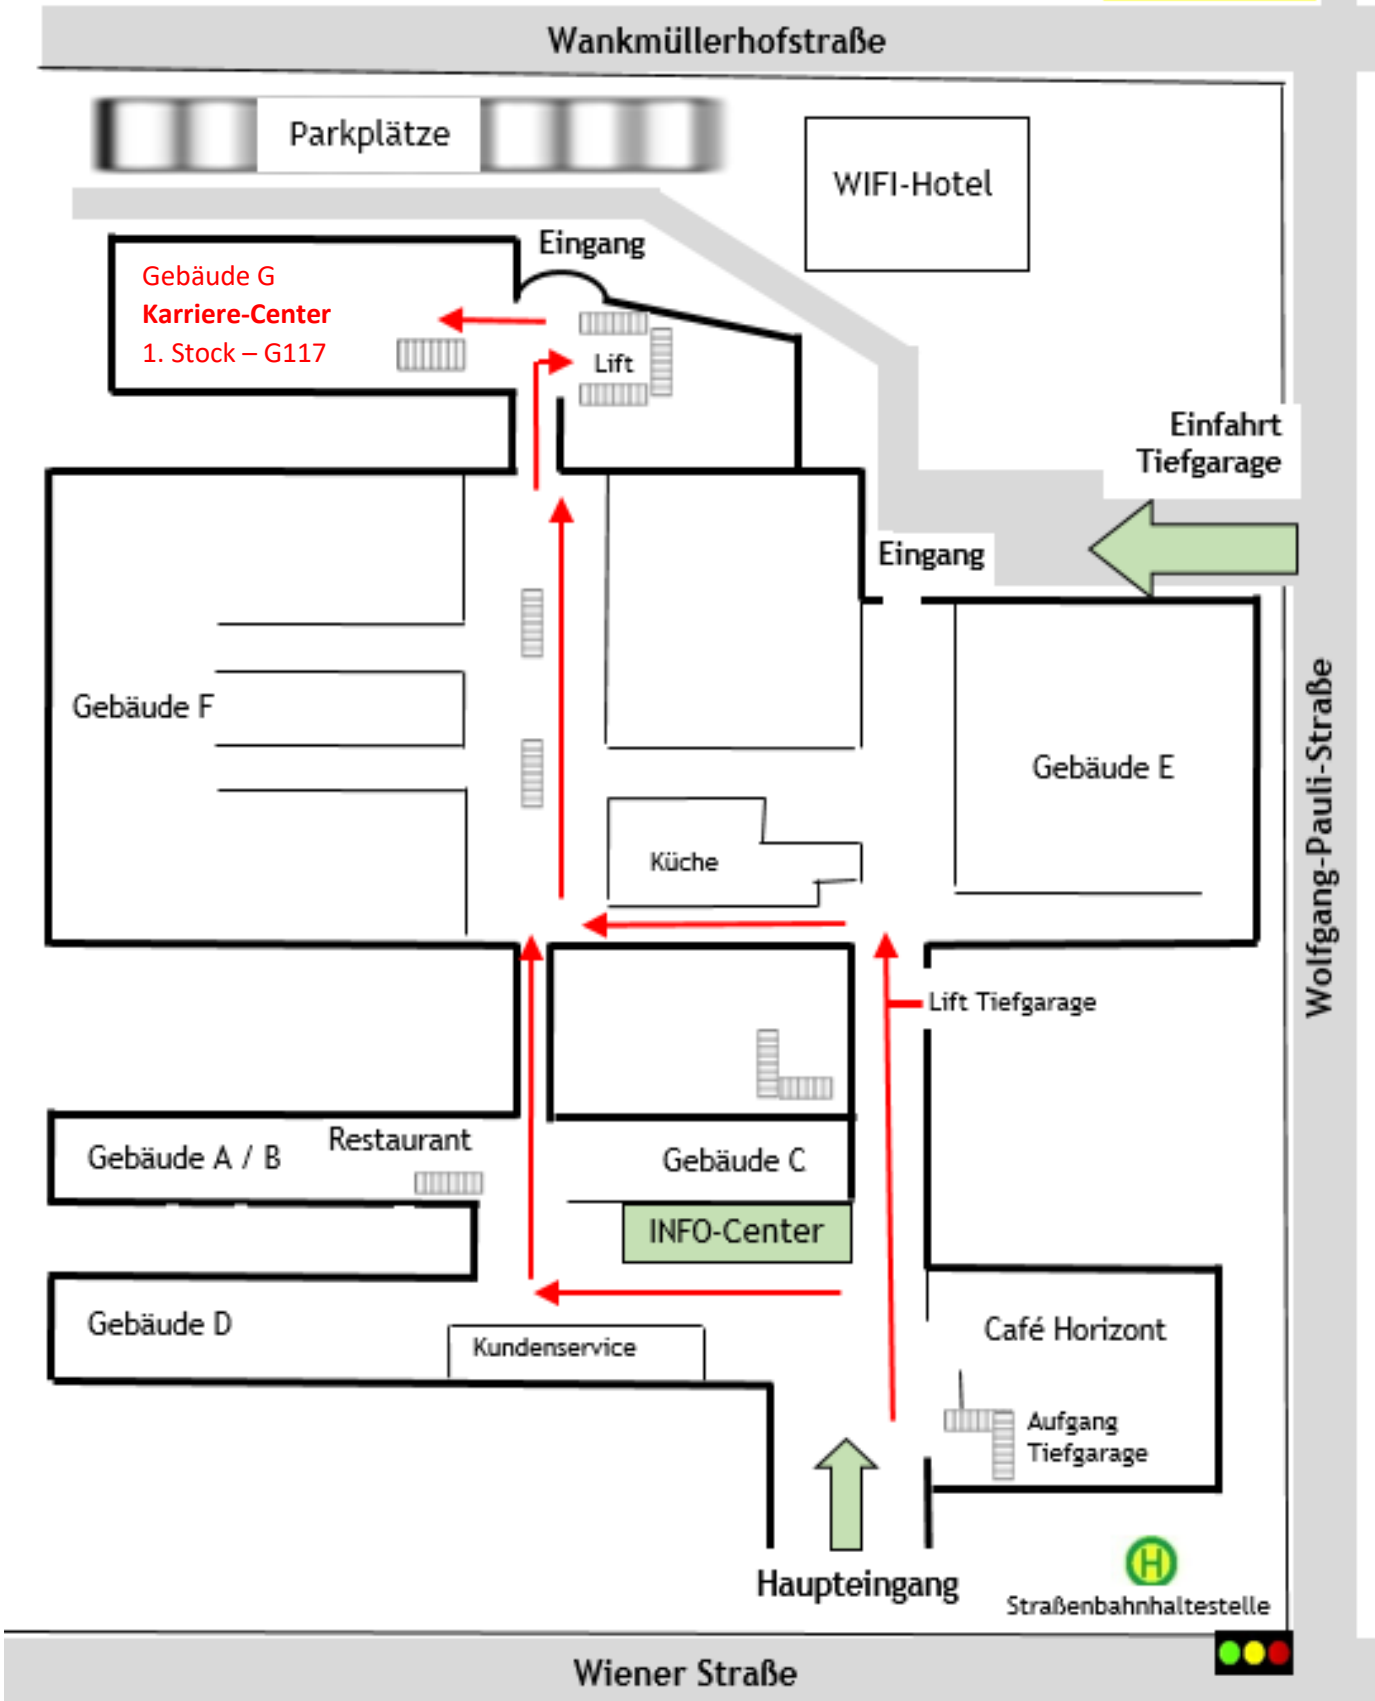 Wankmüllerhofstraße
Parkplätze
WIFI-Hotel
Eingang
Gebäude G
Karriere-Center
1. Stock – G117
Lift
Einfahrt
Tiefgarage
Eingang
Gebäude F
Gebäude E
Wolfgang-Pauli-Straße
Küche
Lift Tiefgarage
Restaurant
Gebäude A / B
Gebäude C
INFO-Center
Gebäude D
Café Horizont
Kundenservice
Aufgang
Tiefgarage
H
Haupteingang
Straßenbahnhaltestelle
Wiener Straße